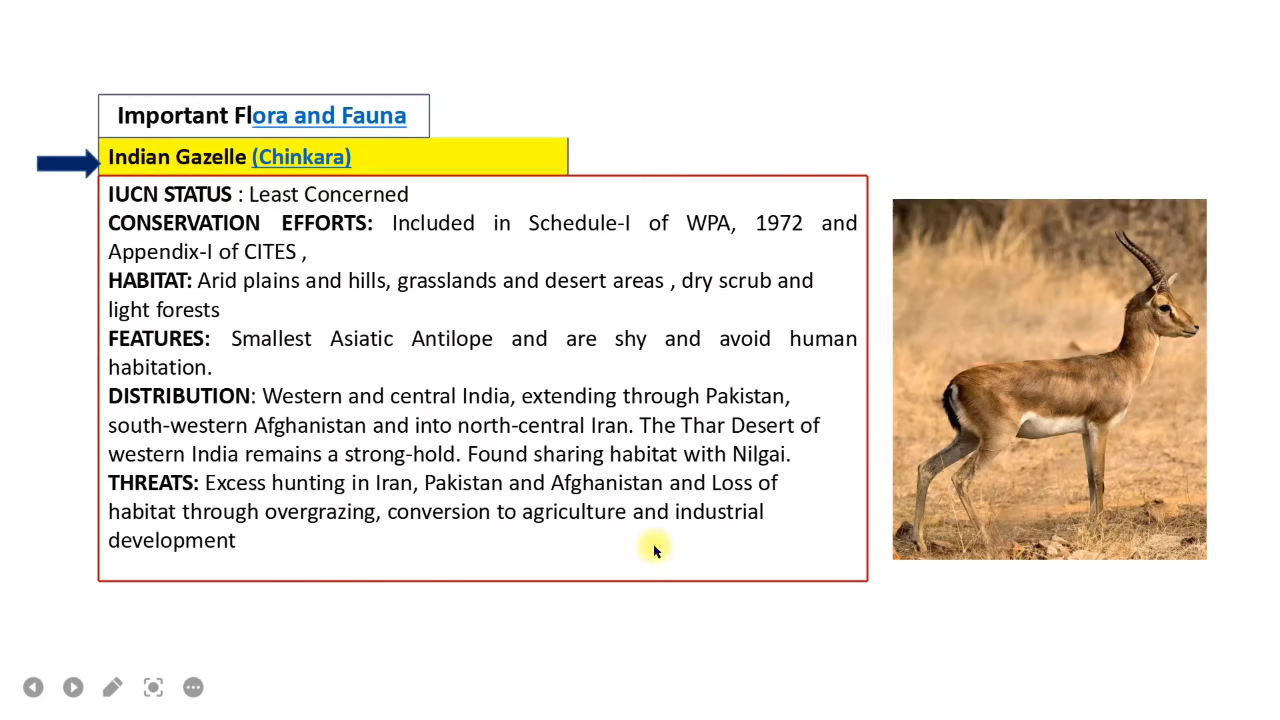 Important Flora and Fauna
Indian Gazelle (Chinkara)
IUCN STATUS : Least Concerned
CONSERVATION EFFORTS: Included in Schedule-I of WPA, 1972 and
Appendix-I of CITES ,
HABITAT: Arid plains and hills, grasslands and desert areas , dry scrub and
light forests
FEATURES: Smallest Asiatic Antilope and are shy and avoid human
habitation.
DISTRIBUTION: Western and central India, extending through Pakistan,
south-western Afghanistan and into north-central Iran. The Thar Desert of
western India remains a strong-hold. Found sharing habitat with Nilgai.
THREATS: Excess hunting in Iran, Pakistan and Afghanistan and Loss of
habitat through overgrazing, conversion to agriculture and industrial
development